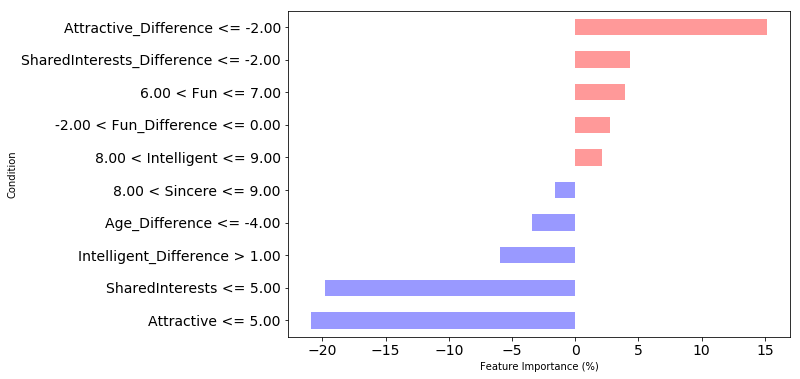 Attractive_Difference <= -2.00
SharedInterests_Difference <= -2.00
6.00 < Fun <= 7.00
-2.00 < Fun_Difference <= 0.00
8.00 < Intelligent <= 9.00
8.00 < Sincere <= 9.00
Age_Difference <= -4.00
Intelligent_Difference > 1.00
SharedInterests <= 5.00
Attractive <= 5.00
Condition
−20 −15 −10 −5 0 5 10 15
Feature Importance (%)